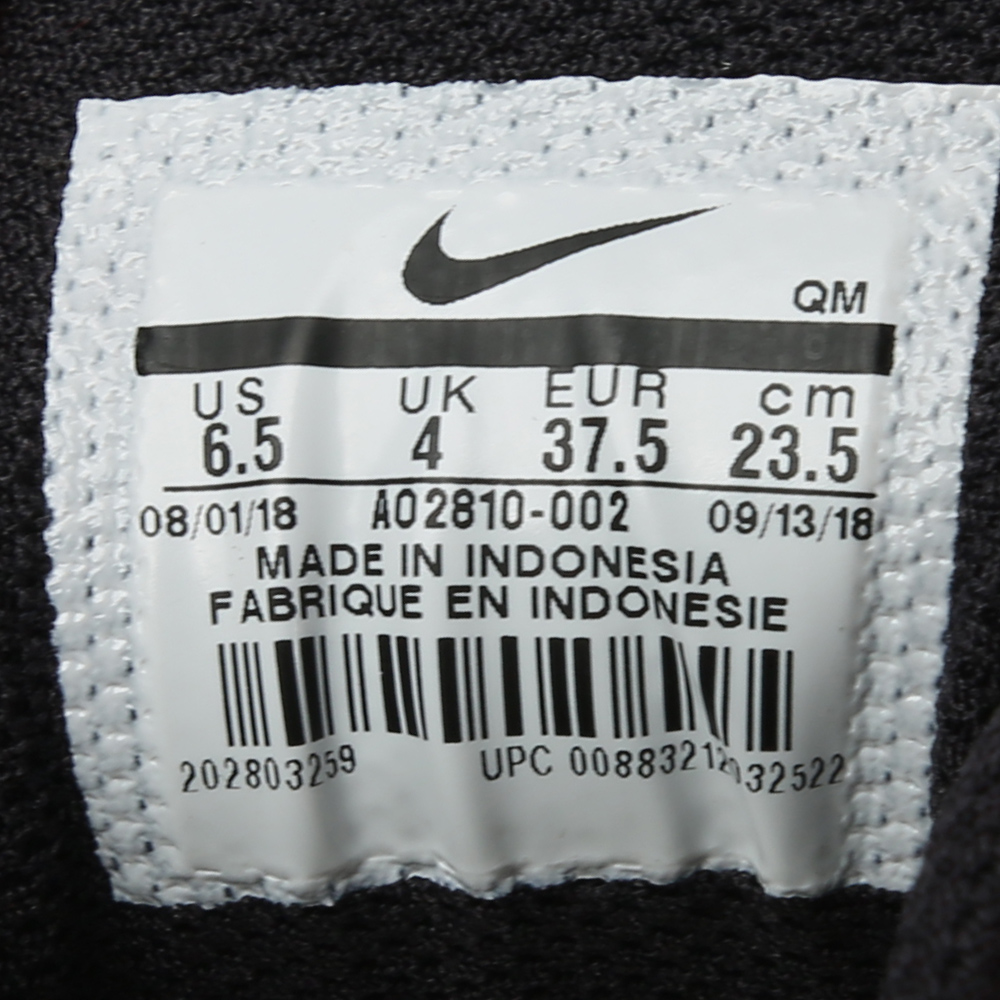 QM
US UK EUR cm
6.5 4 37.5 23.5
08/01/18 AO2810-002 09/13/18
MADE IN INDONESIA
FABRIQUE EN INDONESIE
202803259 UPC